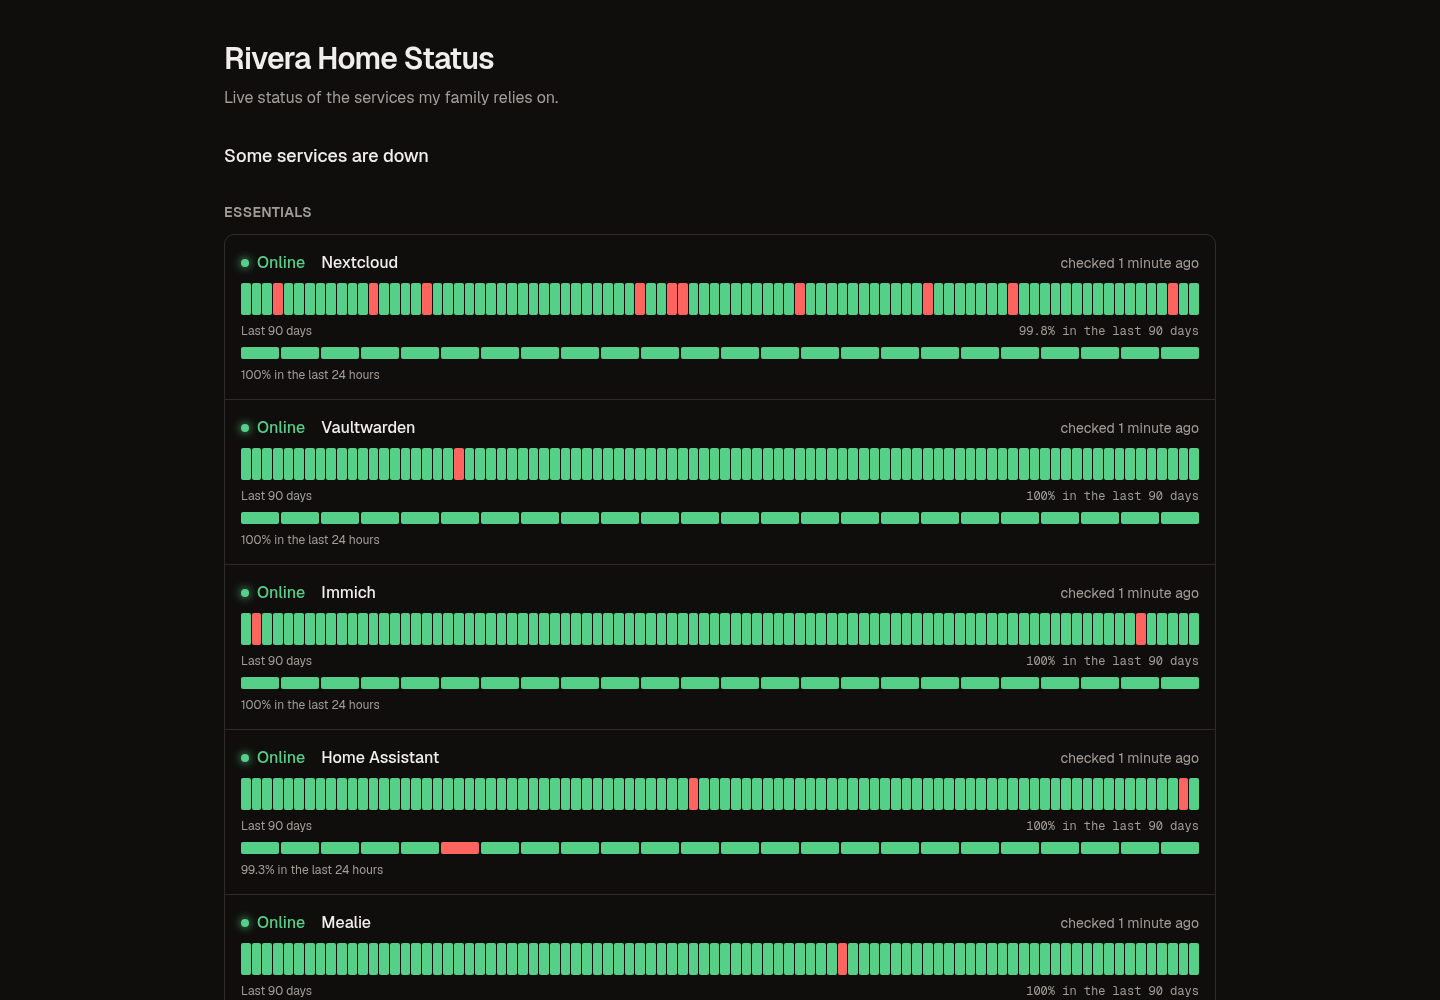 Rivera Home Status
Live status of the services my family relies on.
Some services are down
ESSENTIALS
Online Nextcloud checked 1 minute ago
Last 90 days 99.8% in the last 90 days
100% in the last 24 hours
Online Vaultwarden checked 1 minute ago
Last 90 days 100% in the last 90 days
100% in the last 24 hours
Online Immich checked 1 minute ago
Last 90 days 100% in the last 90 days
100% in the last 24 hours
Online Home Assistant checked 1 minute ago
Last 90 days 100% in the last 90 days
99.3% in the last 24 hours
Online Mealie checked 1 minute ago
Last 90 days 100% in the last 90 days